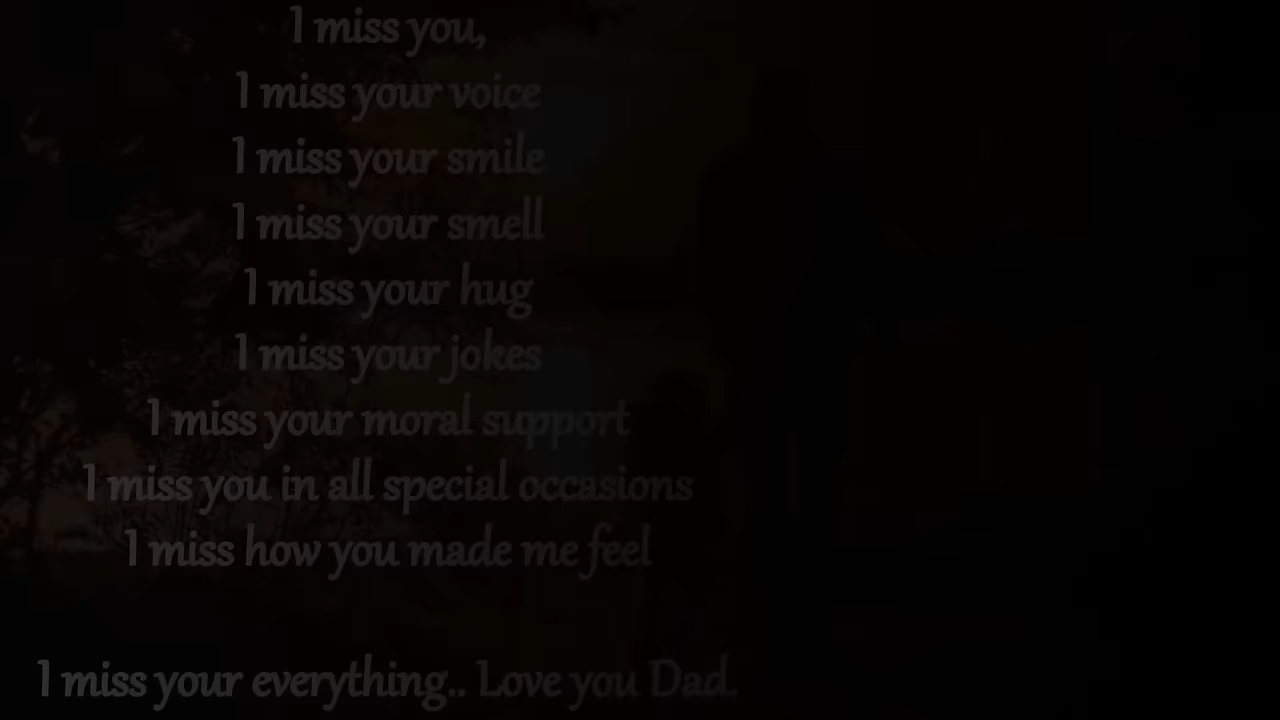 I miss you,
I miss your voice
I miss your smile
I miss your smell
I miss your hug
I miss your jokes
I miss your moral support
I miss you in all special occasions
I miss how you made me feel
I miss your everything.. Love you Dad.